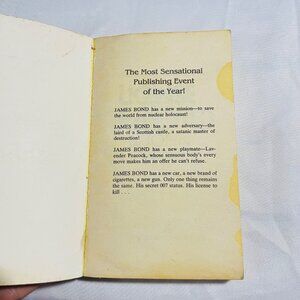 The Most Sensational
Publishing Event
of the Year!
JAMES BOND has a new mission—to save
the world from nuclear holocaust!
JAMES BOND has a new adversary—the
laird of a Scottish castle, a satanic master of
destruction!
JAMES BOND has a new playmate—Lav-
ender Peacock, whose sensuous body's every
move makes him an offer he can't refuse.
JAMES BOND has a new car, a new brand of
cigarettes, a new gun. Only one thing remains
the same. His secret 007 status. His license to
kill . . .